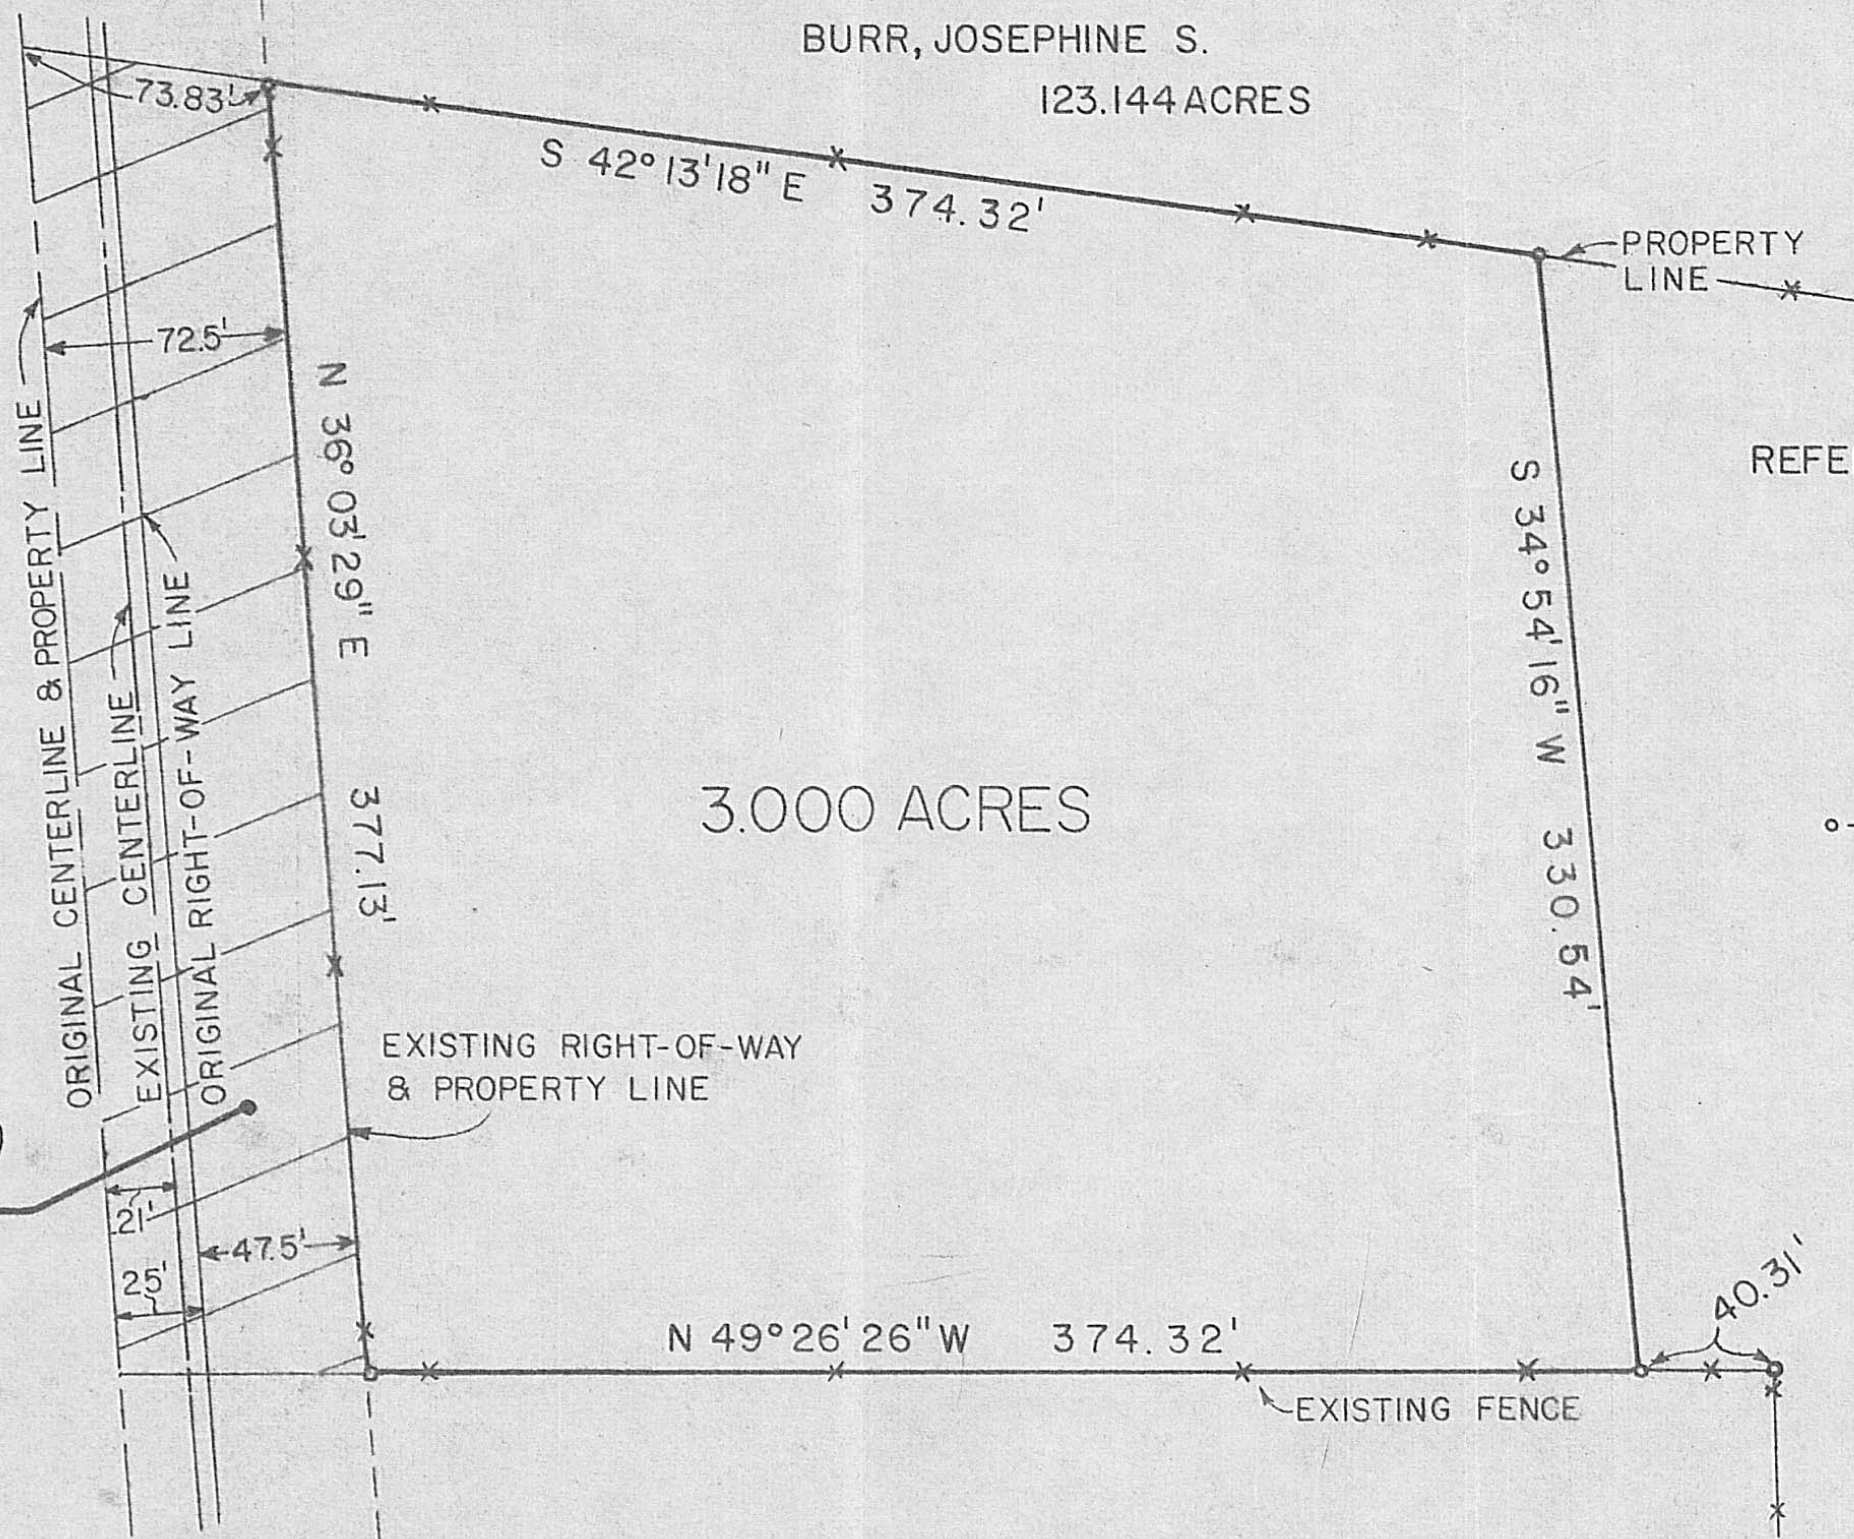 BURR, JOSEPHINE S.
123.144 ACRES
73.83'
S 42° 13' 18" E 374.32'
PROPERTY
LINE
72.5'
N 36° 03' 29" E 377.13'
S 34° 54' 16" W 330.54'
REFE
ORIGINAL CENTERLINE & PROPERTY LINE
EXISTING CENTERLINE
ORIGINAL RIGHT-OF-WAY LINE
3.000 ACRES
EXISTING RIGHT-OF-WAY
& PROPERTY LINE
21'
47.5'
25'
40.31'
N 49° 26' 26" W 374.32'
EXISTING FENCE